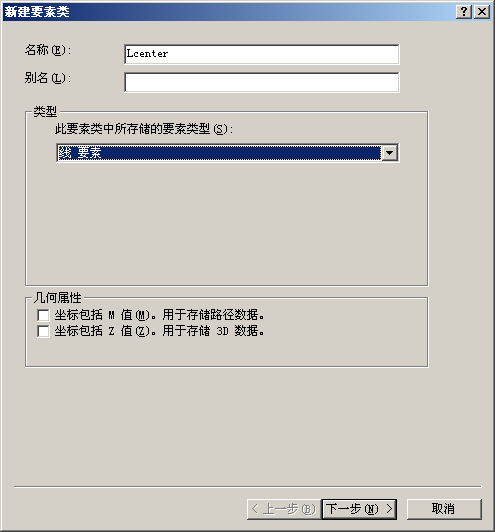 新建要素类
名称(E):
Lcenter
别名(L):
类型
此要素类中所存储的要素类型(S):
线 要素
几何属性
坐标包括 M 值(M)。用于存储路径数据。
坐标包括 Z 值(Z)。用于存储 3D 数据。
< 上一步(B)
下一步(N) >
取消